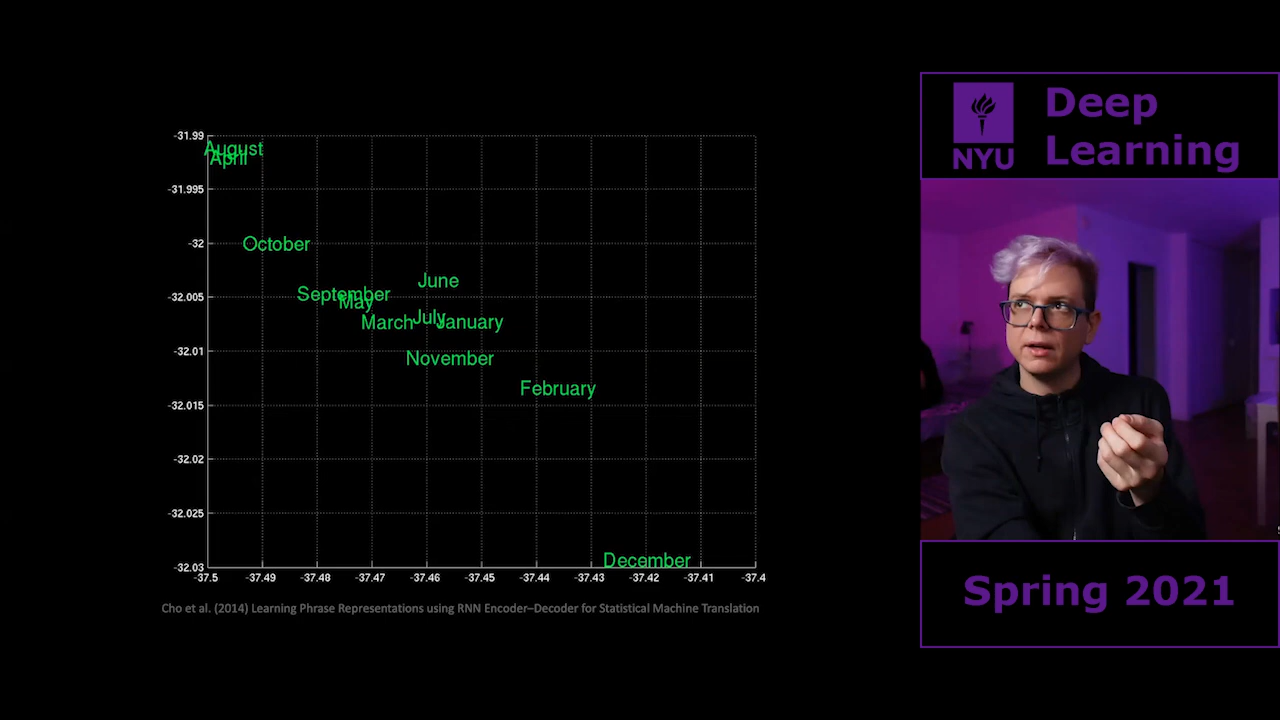 -31.99
-31.995
-32
-32.005
-32.01
-32.015
-32.02
-32.025
-32.03
-37.5 -37.49 -37.48 -37.47 -37.46 -37.45 -37.44 -37.43 -37.42 -37.41 -37.4
August
April
October
June
September
May
July
March
January
November
February
December
Cho et al. (2014) Learning Phrase Representations using RNN Encoder–Decoder for Statistical Machine Translation
NYU
Deep
Learning
Spring 2021